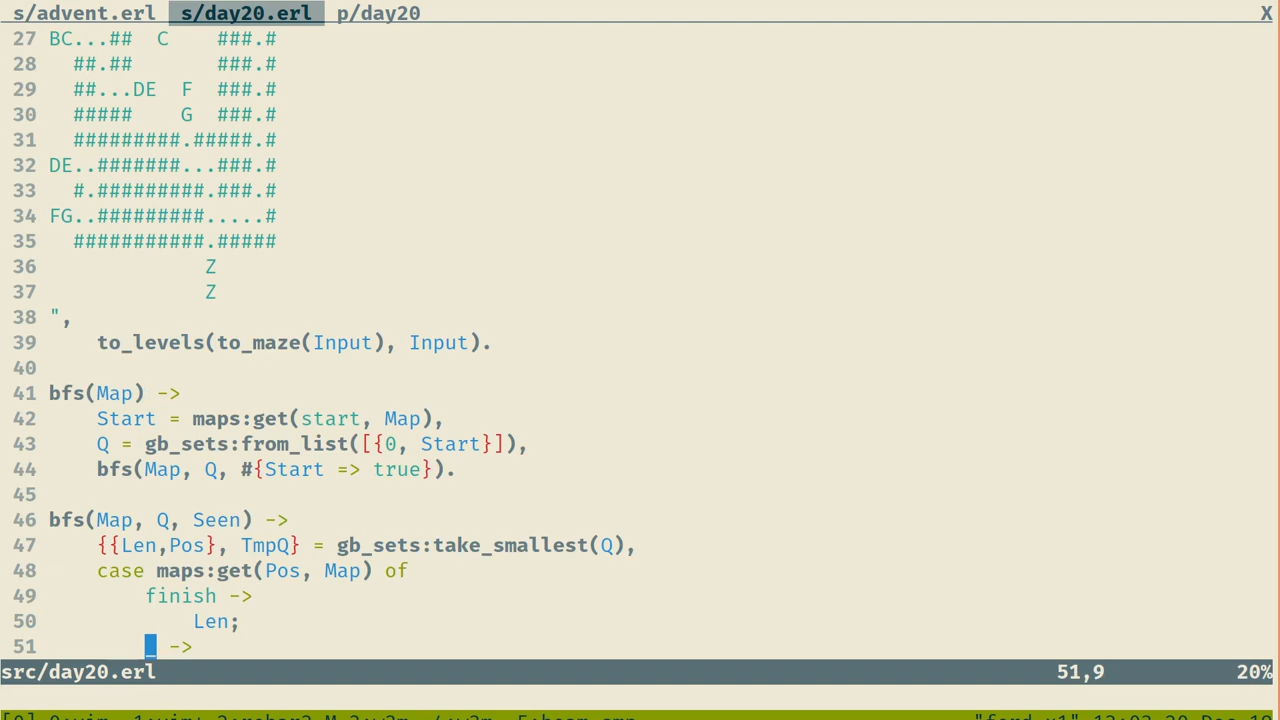 s/advent.erl  s/day20.erl  p/day20 X
27 BC...##  C    ###.#
28   ##.##       ###.#
29   ##...DE  F  ###.#
30   #####    G  ###.#
31   #########.#####.#
32 DE..#######...###.#
33   #.#########.###.#
34 FG..#########.....#
35   ###########.#####
36              Z
37              Z
38 ",
39     to_levels(to_maze(Input), Input).
40
41 bfs(Map) ->
42     Start = maps:get(start, Map),
43     Q = gb_sets:from_list([{0, Start}]),
44     bfs(Map, Q, #{Start => true}).
45
46 bfs(Map, Q, Seen) ->
47     {{Len,Pos}, TmpQ} = gb_sets:take_smallest(Q),
48     case maps:get(Pos, Map) of
49         finish ->
50             Len;
51         _ ->
src/day20.erl 51,9 20%